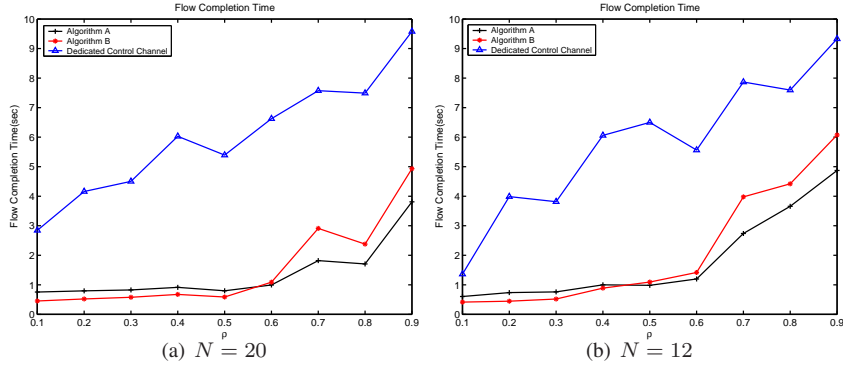 Flow Completion Time
Algorithm A
Algorithm B
Dedicated Control Channel
Flow Completion Time(sec)
10
9
8
7
6
5
4
3
2
1
0
0.1 0.2 0.3 0.4 0.5 0.6 0.7 0.8 0.9
ρ
(a) N = 20
Flow Completion Time
Algorithm A
Algorithm B
Dedicated Control Channel
Flow Completion Time(sec)
10
9
8
7
6
5
4
3
2
1
0
0.1 0.2 0.3 0.4 0.5 0.6 0.7 0.8 0.9
ρ
(b) N = 12